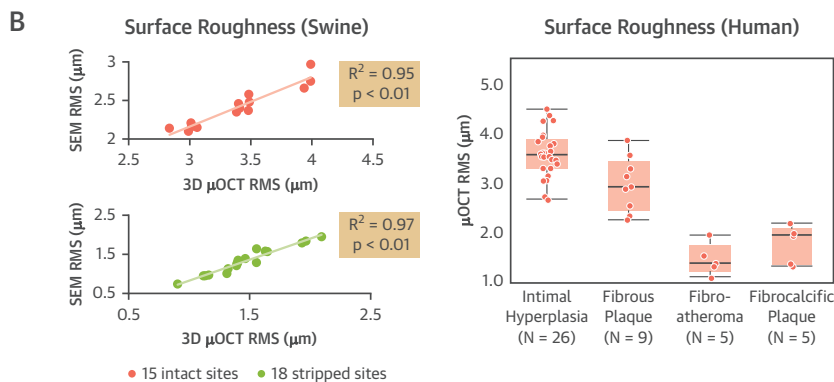 B
Surface Roughness (Swine)
SEM RMS (μm)
3
2.5
2
1.5
2.5
3
3.5
4
4.5
3D μOCT RMS (μm)
R² = 0.95
p < 0.01
SEM RMS (μm)
2.5
1.5
0.5
0.5
1
1.5
2
2.5
3D μOCT RMS (μm)
R² = 0.97
p < 0.01
15 intact sites
18 stripped sites
Surface Roughness (Human)
μOCT RMS (μm)
5.0
4.0
3.0
2.0
1.0
Intimal
Hyperplasia
(N = 26)
Fibrous
Plaque
(N = 9)
Fibro-
atheroma
(N = 5)
Fibrocalcific
Plaque
(N = 5)